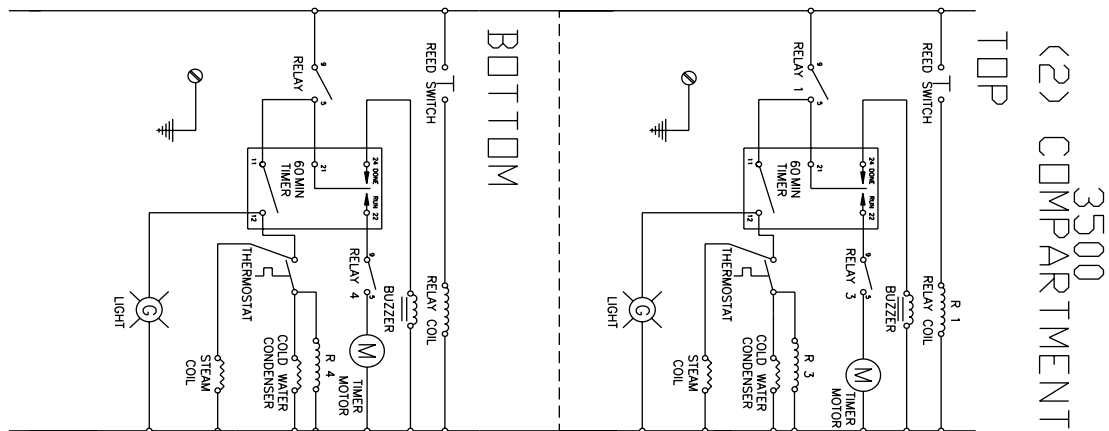 3500
(2) COMPARTMENT
TOP
REED SWITCH
R 1
RELAY COIL
BUZZER
9
5
RELAY 1
24 DONE
RUN 22
21
60 MIN
TIMER
11
12
9
5
RELAY 3
M
TIMER
MOTOR
R 3
COLD WATER
CONDENSER
THERMOSTAT
STEAM
COIL
G
LIGHT
BOTTOM
REED SWITCH
RELAY COIL
BUZZER
9
5
RELAY
24 DONE
RUN 22
21
60 MIN
TIMER
11
12
9
5
RELAY 4
M
TIMER
MOTOR
R 4
COLD WATER
CONDENSER
THERMOSTAT
STEAM
COIL
G
LIGHT